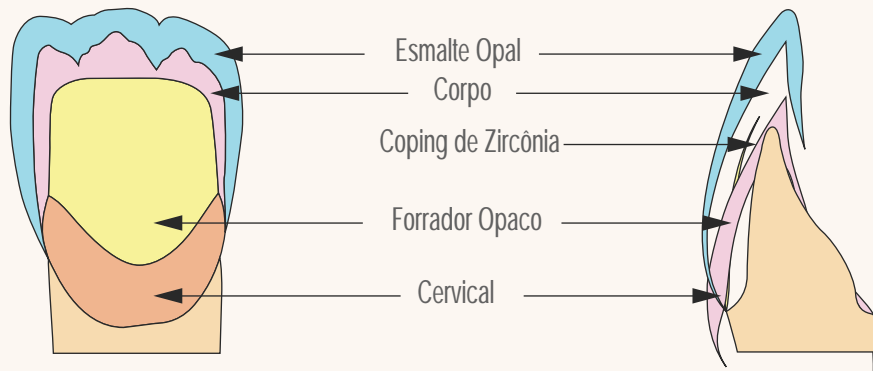 Esmalte Opal
Corpo
Coping de Zircônia
Forrador Opaco
Cervical